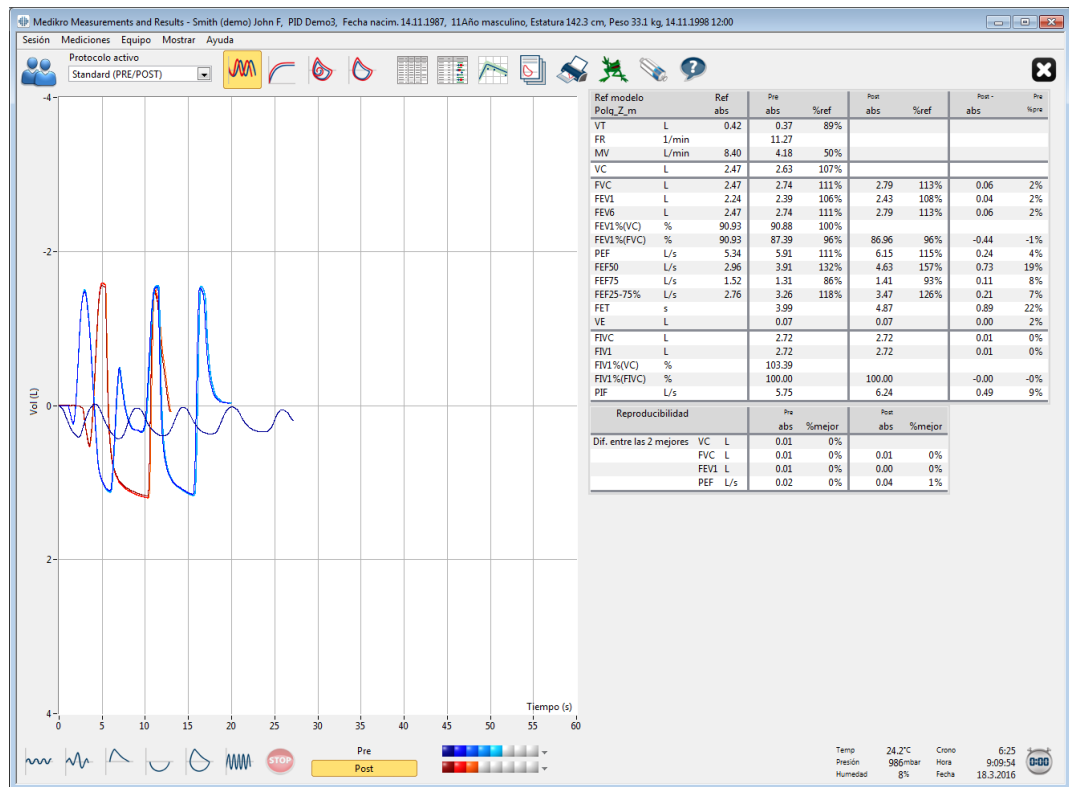 Medikro Measurements and Results - Smith (demo) John F, PID Demo3, Fecha nacim. 14.11.1987, 11Año masculino, Estatura 142.3 cm, Peso 33.1 kg, 14.11.1998 12:00
Sesión Mediciones Equipo Mostrar Ayuda
Protocolo activo
Standard (PRE/POST)
Ref modelo Ref Pre Post Post - Pre
Polq_Z_m abs abs %ref abs %ref abs %pre
VT L 0.42 0.37 89%
FR 1/min 11.27
MV L/min 8.40 4.18 50%
VC L 2.47 2.63 107%
FVC L 2.47 2.74 111% 2.79 113% 0.06 2%
FEV1 L 2.24 2.39 106% 2.43 108% 0.04 2%
FEV6 L 2.47 2.74 111% 2.79 113% 0.06 2%
FEV1%(VC) % 90.93 90.88 100%
FEV1%(FVC) % 90.93 87.39 96% 86.96 96% -0.44 -1%
PEF L/s 5.34 5.91 111% 6.15 115% 0.24 4%
FEF50 L/s 2.96 3.91 132% 4.63 157% 0.73 19%
FEF75 L/s 1.52 1.31 86% 1.41 93% 0.11 8%
FEF25-75% L/s 2.76 3.26 118% 3.47 126% 0.21 7%
FET s 3.99 4.87 0.89 22%
VE L 0.07 0.07 0.00 2%
FIVC L 2.72 2.72 0.01 0%
FIV1 L 2.72 2.72 0.01 0%
FIV1%(VC) % 103.39
FIV1%(FIVC) % 100.00 100.00 -0.00 -0%
PIF L/s 5.75 6.24 0.49 9%
Reproducibilidad Pre Post
abs %mejor abs %mejor
Dif. entre las 2 mejores VC L 0.01 0%
FVC L 0.01 0% 0.01 0%
FEV1 L 0.01 0% 0.00 0%
PEF L/s 0.02 0% 0.04 1%
-4
-2
0
2
4
Vol (L)
Tiempo (s)
0 5 10 15 20 25 30 35 40 45 50 55 60
STOP
Pre
Post
Temp 24.2°C Crono 6:25
Presión 986mbar Hora 9:09:54
Humedad 8% Fecha 18.3.2016
0:00